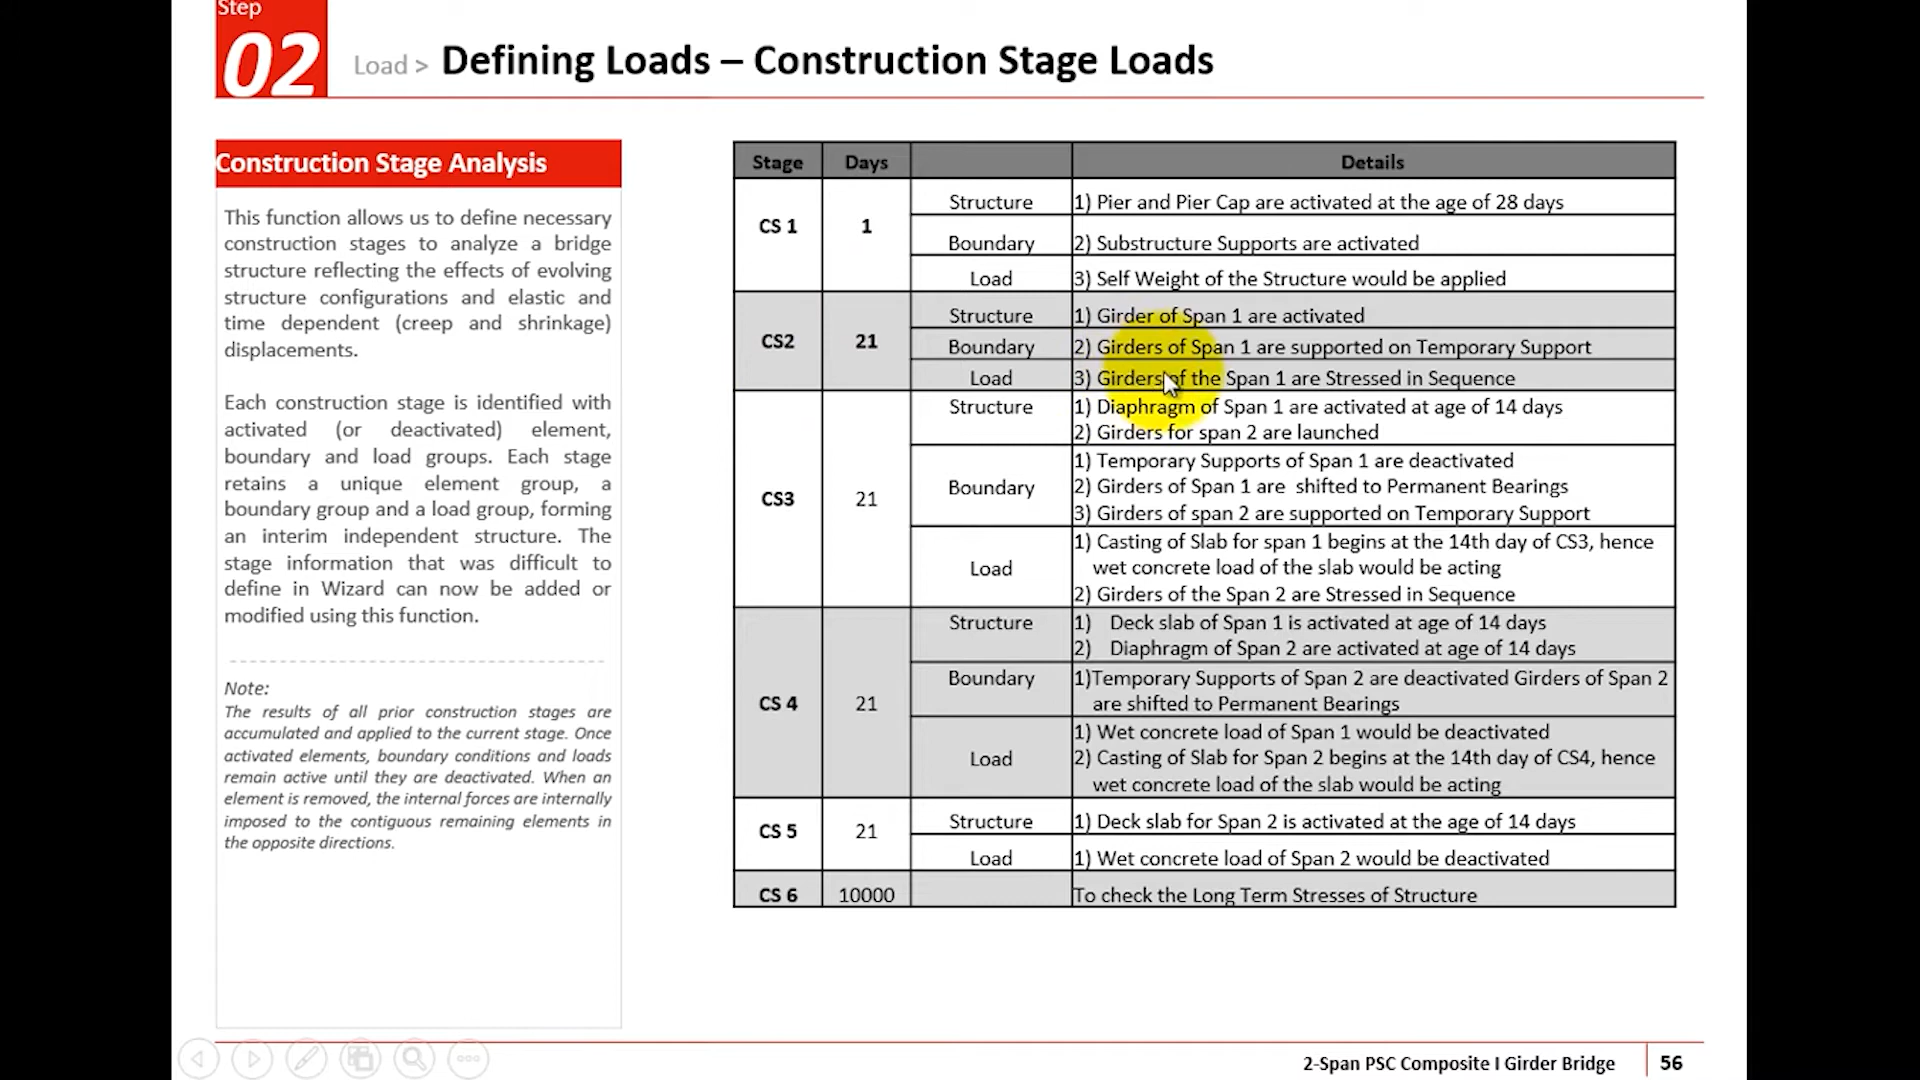 Step
02
Load > Defining Loads – Construction Stage Loads
Construction Stage Analysis
This function allows us to define necessary
construction stages to analyze a bridge
structure reflecting the effects of evolving
structure configurations and elastic and
time dependent (creep and shrinkage)
displacements.
Each construction stage is identified with
activated (or deactivated) element,
boundary and load groups. Each stage
retains a unique element group, a
boundary group and a load group, forming
an interim independent structure. The
stage information that was difficult to
define in Wizard can now be added or
modified using this function.
Note:
The results of all prior construction stages are
accumulated and applied to the current stage. Once
activated elements, boundary conditions and loads
remain active until they are deactivated. When an
element is removed, the internal forces are internally
imposed to the contiguous remaining elements in
the opposite directions.
Stage Days Details
CS 1 1
Structure 1) Pier and Pier Cap are activated at the age of 28 days
Boundary 2) Substructure Supports are activated
Load 3) Self Weight of the Structure would be applied
CS2 21
Structure 1) Girder of Span 1 are activated
Boundary 2) Girders of Span 1 are supported on Temporary Support
Load 3) Girders of the Span 1 are Stressed in Sequence
CS3 21
Structure 1) Diaphragm of Span 1 are activated at age of 14 days
2) Girders for span 2 are launched
Boundary 1) Temporary Supports of Span 1 are deactivated
2) Girders of Span 1 are shifted to Permanent Bearings
3) Girders of span 2 are supported on Temporary Support
Load 1) Casting of Slab for span 1 begins at the 14th day of CS3, hence
wet concrete load of the slab would be acting
2) Girders of the Span 2 are Stressed in Sequence
CS 4 21
Structure 1) Deck slab of Span 1 is activated at age of 14 days
2) Diaphragm of Span 2 are activated at age of 14 days
Boundary 1)Temporary Supports of Span 2 are deactivated Girders of Span 2
are shifted to Permanent Bearings
Load 1) Wet concrete load of Span 1 would be deactivated
2) Casting of Slab for Span 2 begins at the 14th day of CS4, hence
wet concrete load of the slab would be acting
CS 5 21
Structure 1) Deck slab for Span 2 is activated at the age of 14 days
Load 1) Wet concrete load of Span 2 would be deactivated
CS 6 10000 To check the Long Term Stresses of Structure
2-Span PSC Composite I Girder Bridge 56